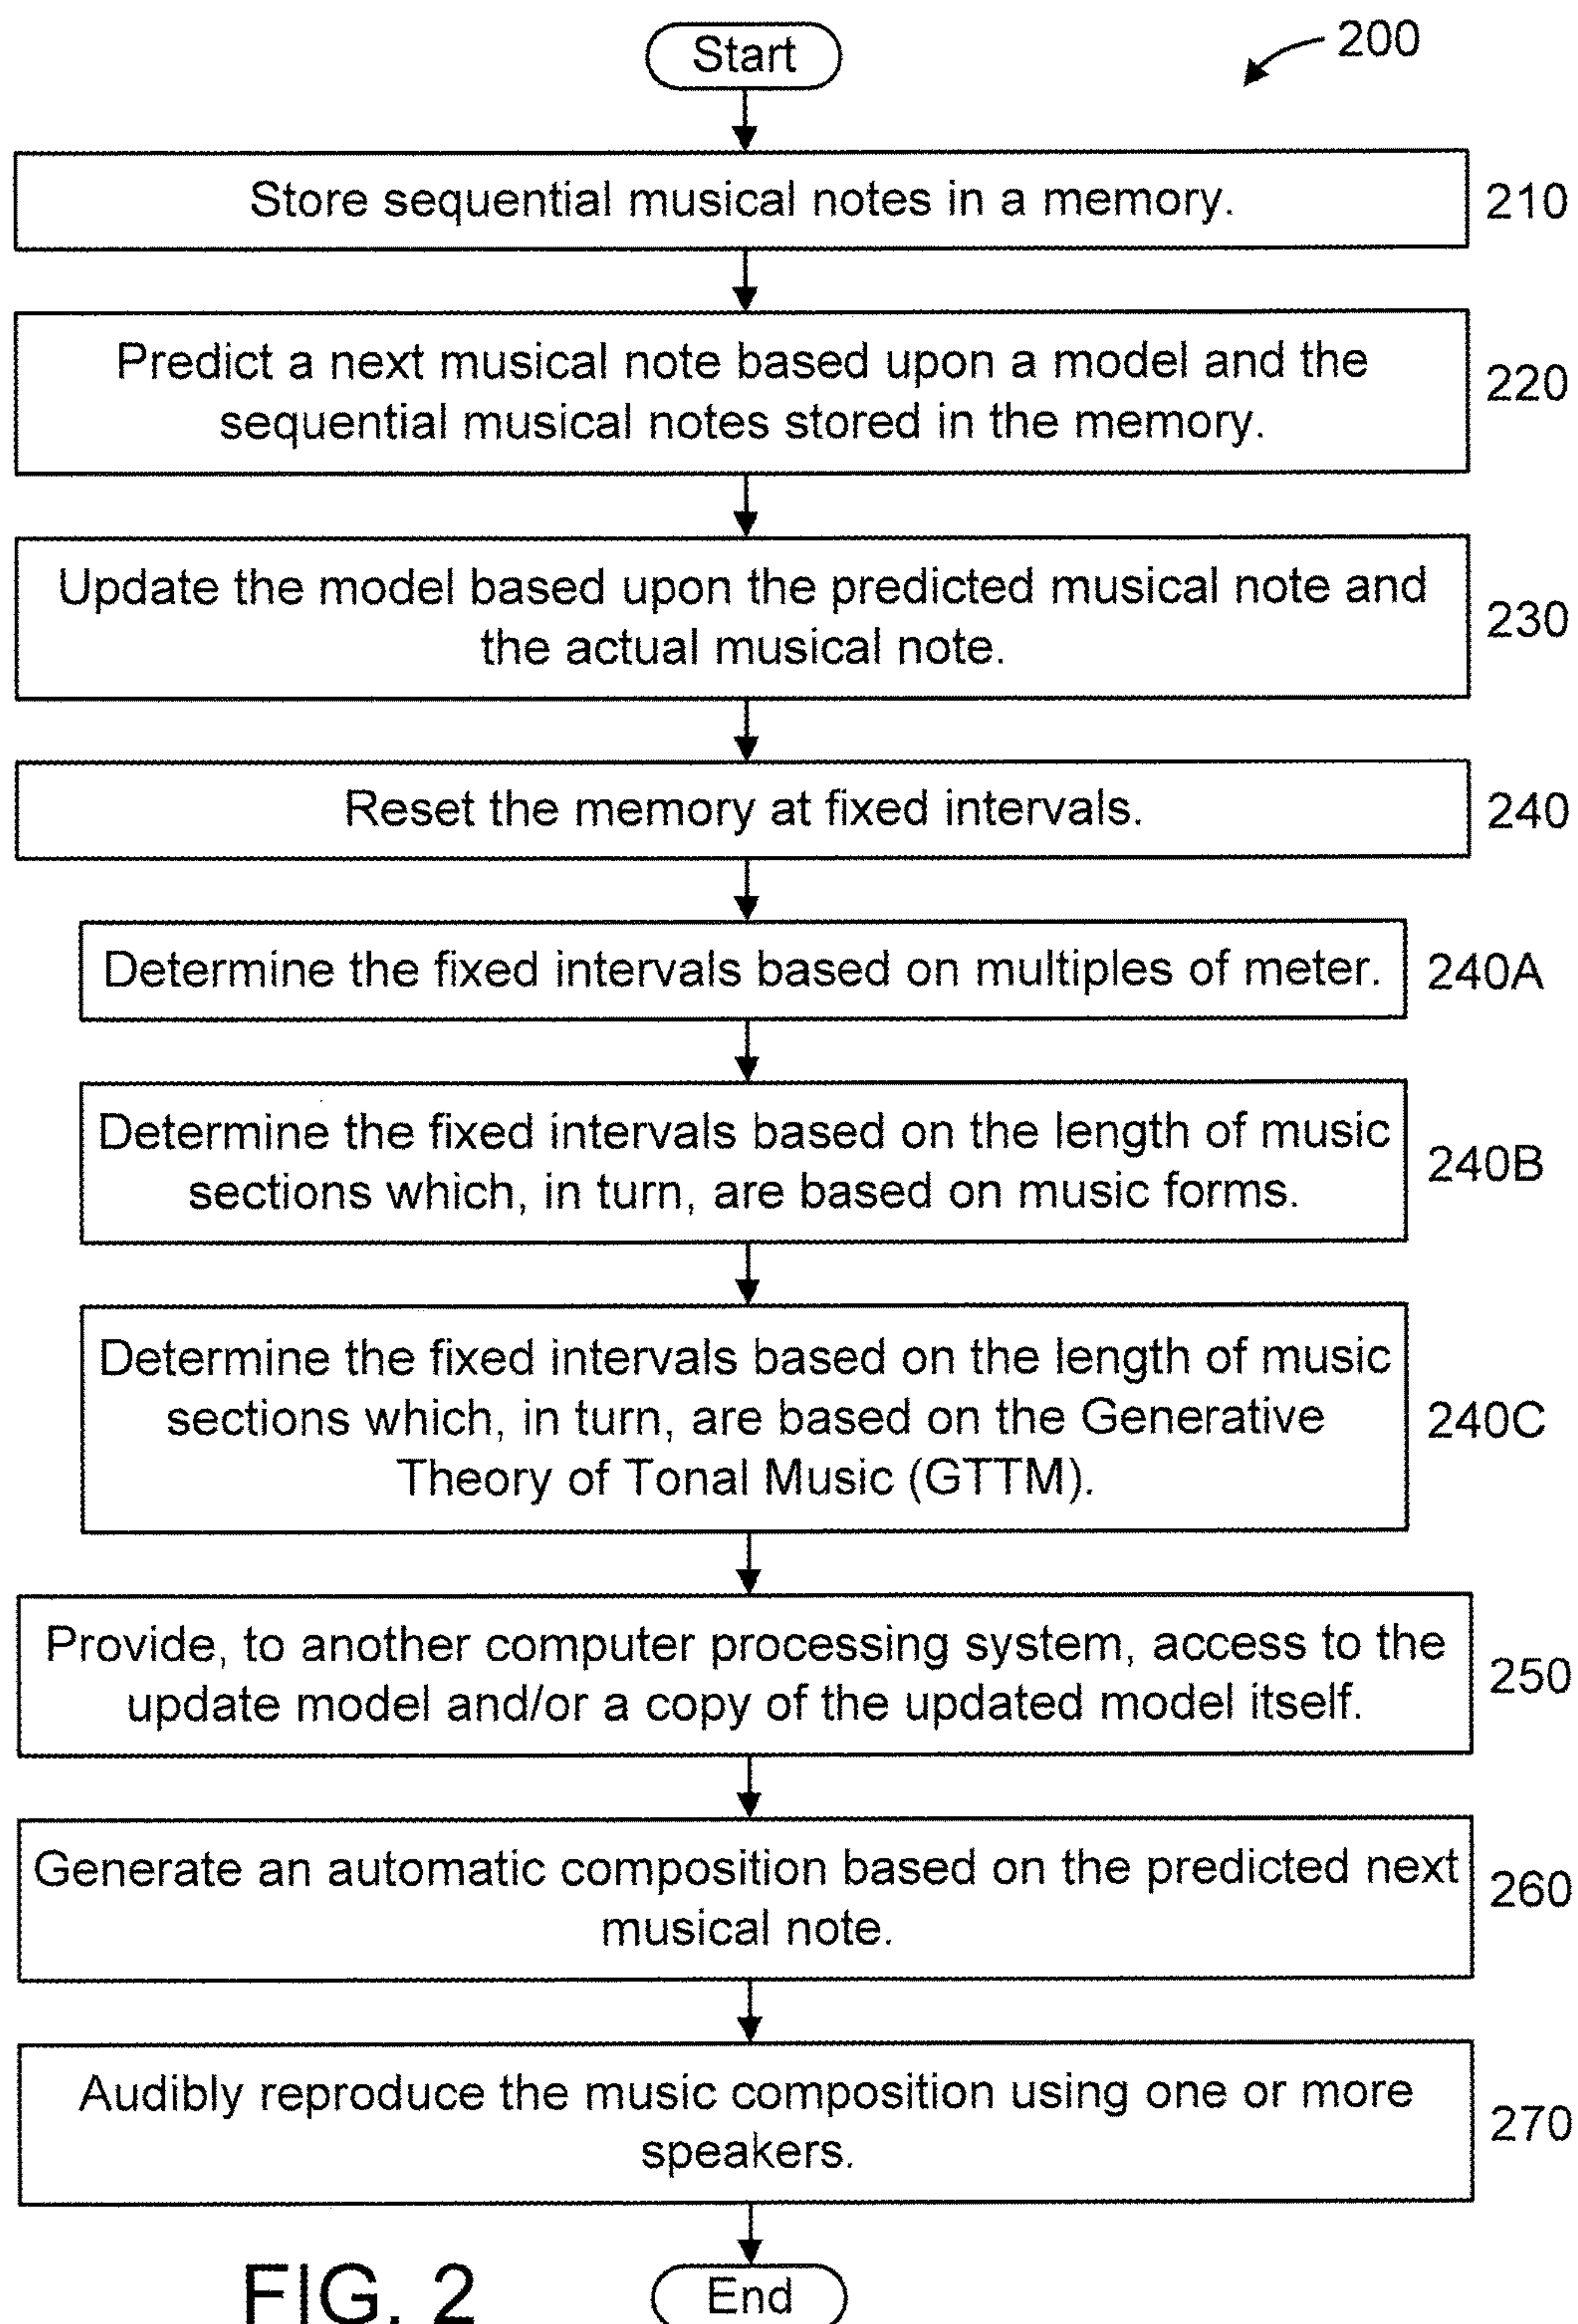 Start
200
Store sequential musical notes in a memory.
210
Predict a next musical note based upon a model and the
sequential musical notes stored in the memory.
220
Update the model based upon the predicted musical note and
the actual musical note.
230
Reset the memory at fixed intervals.
240
Determine the fixed intervals based on multiples of meter.
240A
Determine the fixed intervals based on the length of music
sections which, in turn, are based on music forms.
240B
Determine the fixed intervals based on the length of music
sections which, in turn, are based on the Generative
Theory of Tonal Music (GTTM).
240C
Provide, to another computer processing system, access to the
update model and/or a copy of the updated model itself.
250
Generate an automatic composition based on the predicted next
musical note.
260
Audibly reproduce the music composition using one or more
speakers.
270
FIG. 2
End